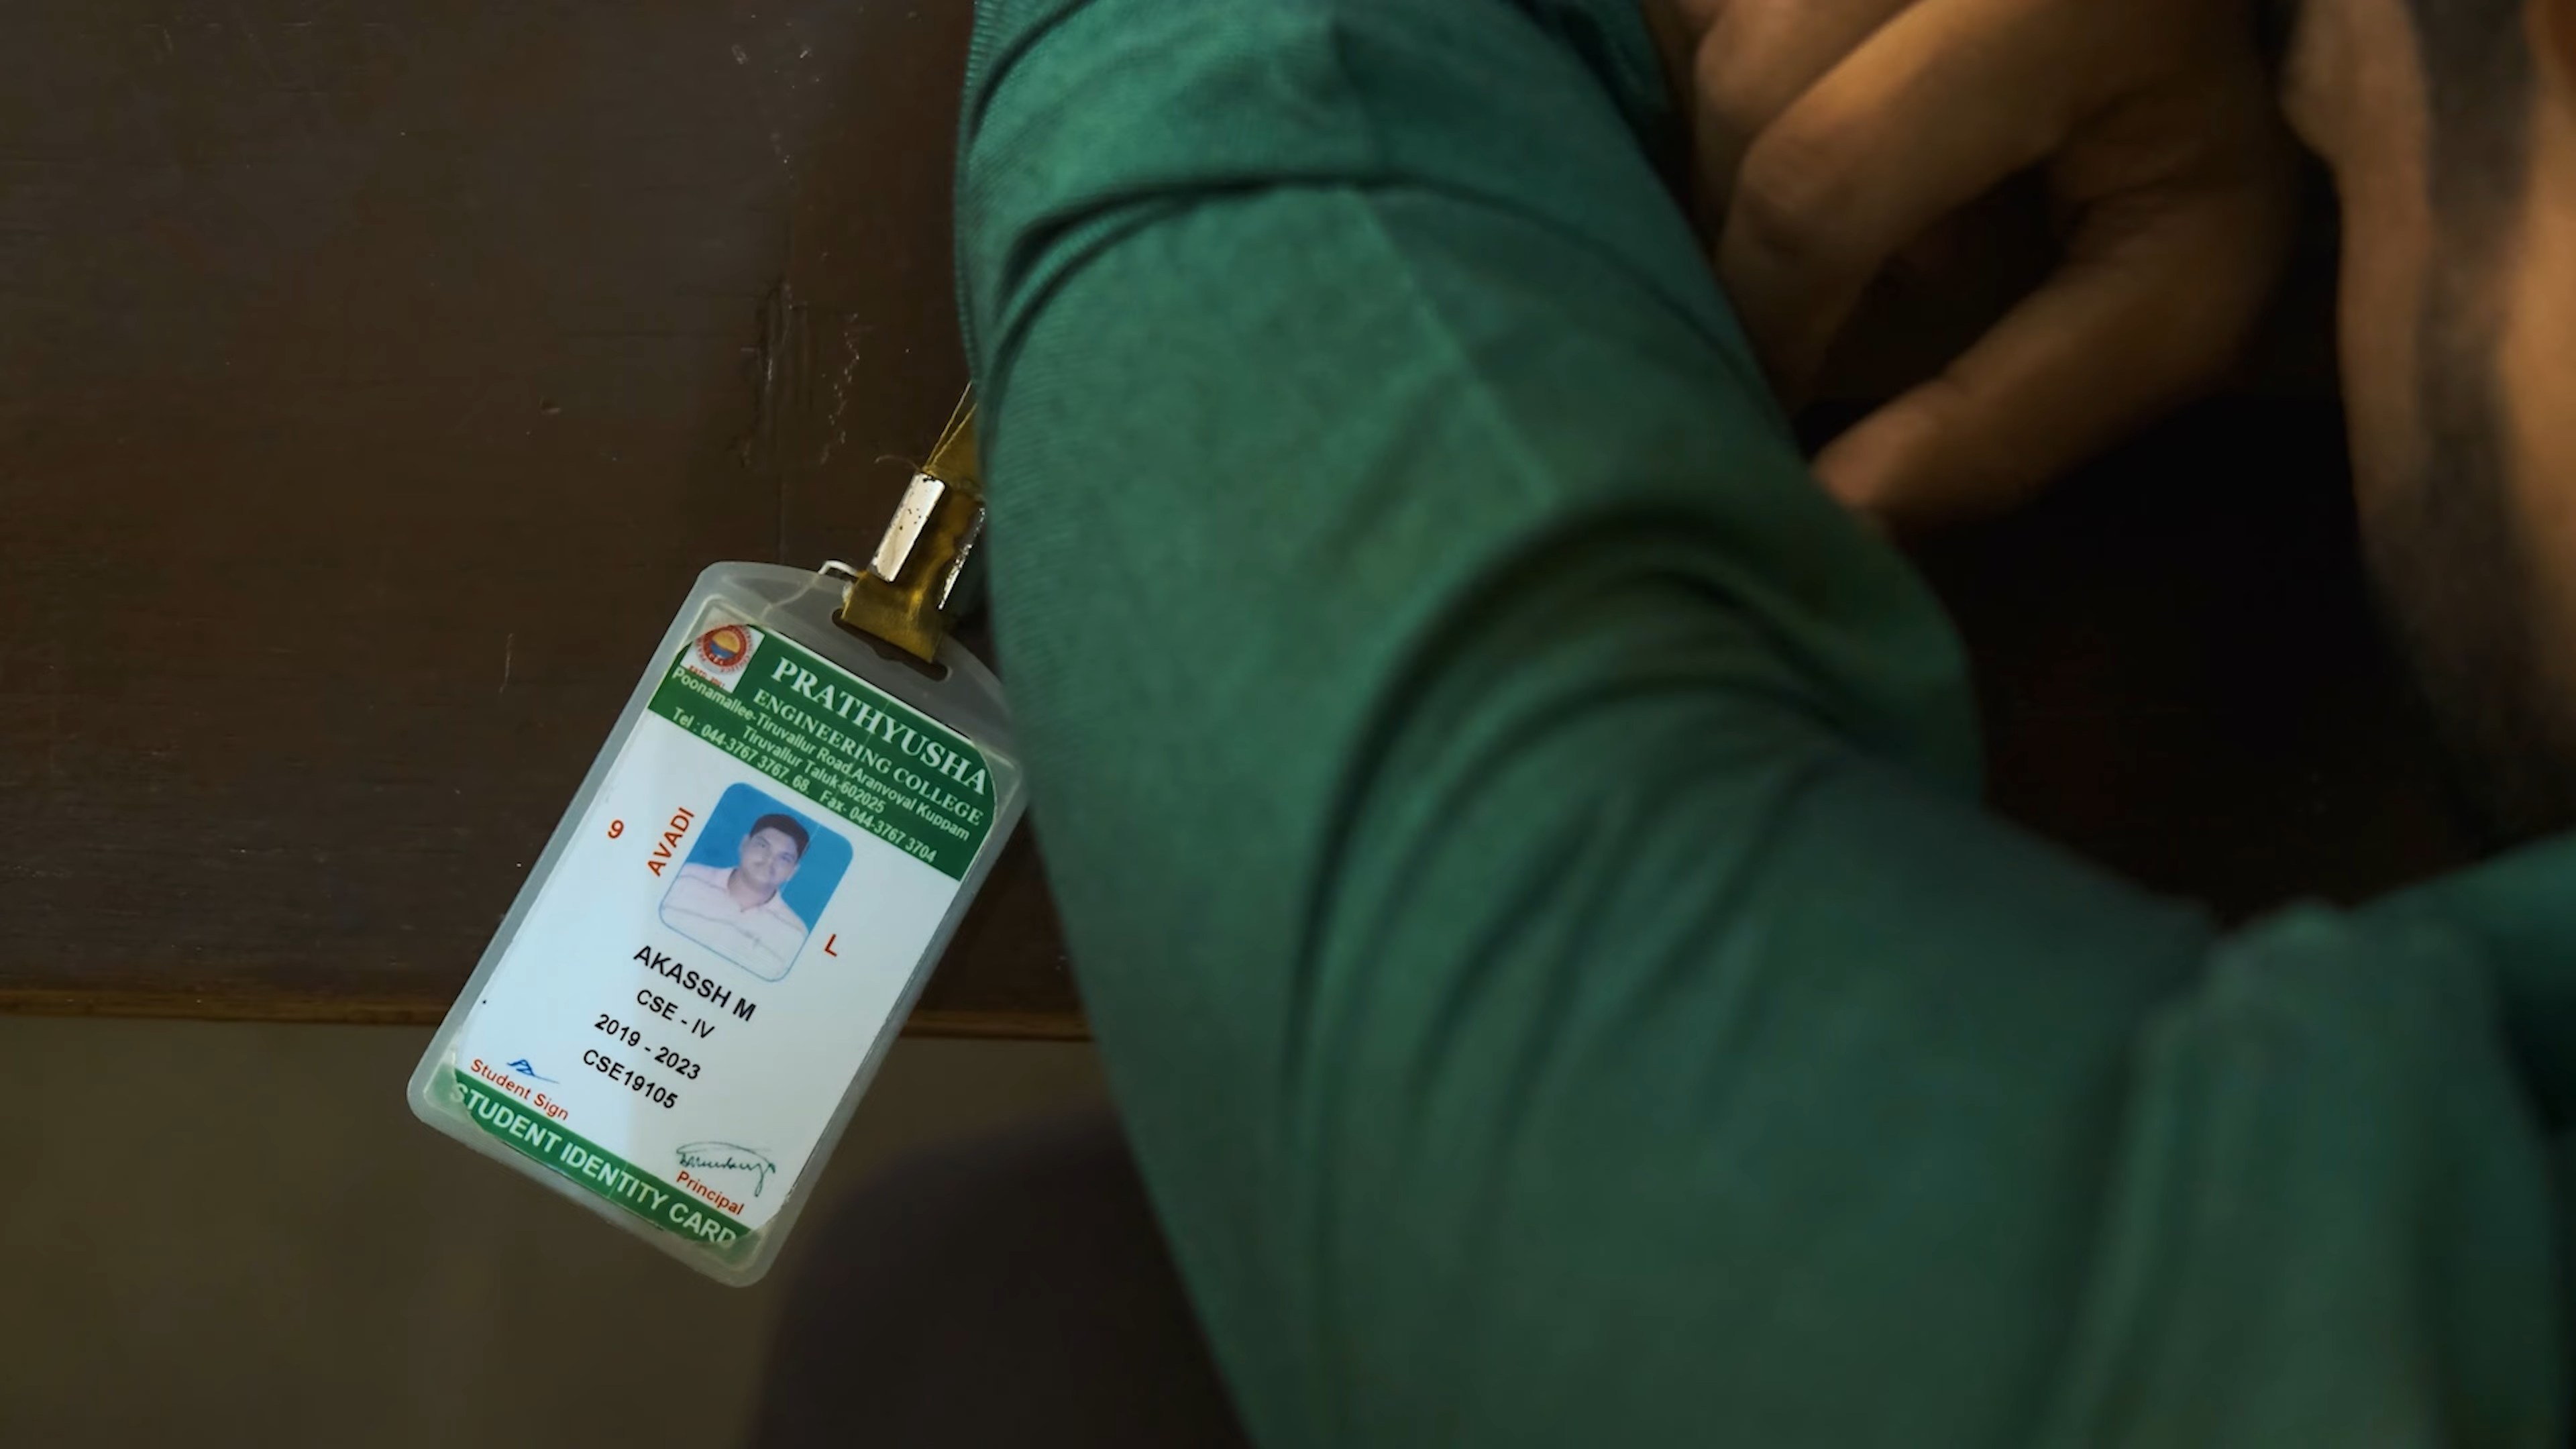 PRATHYUSHA
ENGINEERING COLLEGE
Poonamallee-Tiruvallur Road,Aranvoyal Kuppam
Tiruvallur Taluk-602025
Tel : 044-3767 3767, 68. Fax- 044-3767 3704
9
AVADI
L
AKASSH M
CSE - IV
2019 - 2023
CSE19105
Student Sign
Principal
STUDENT IDENTITY CARD